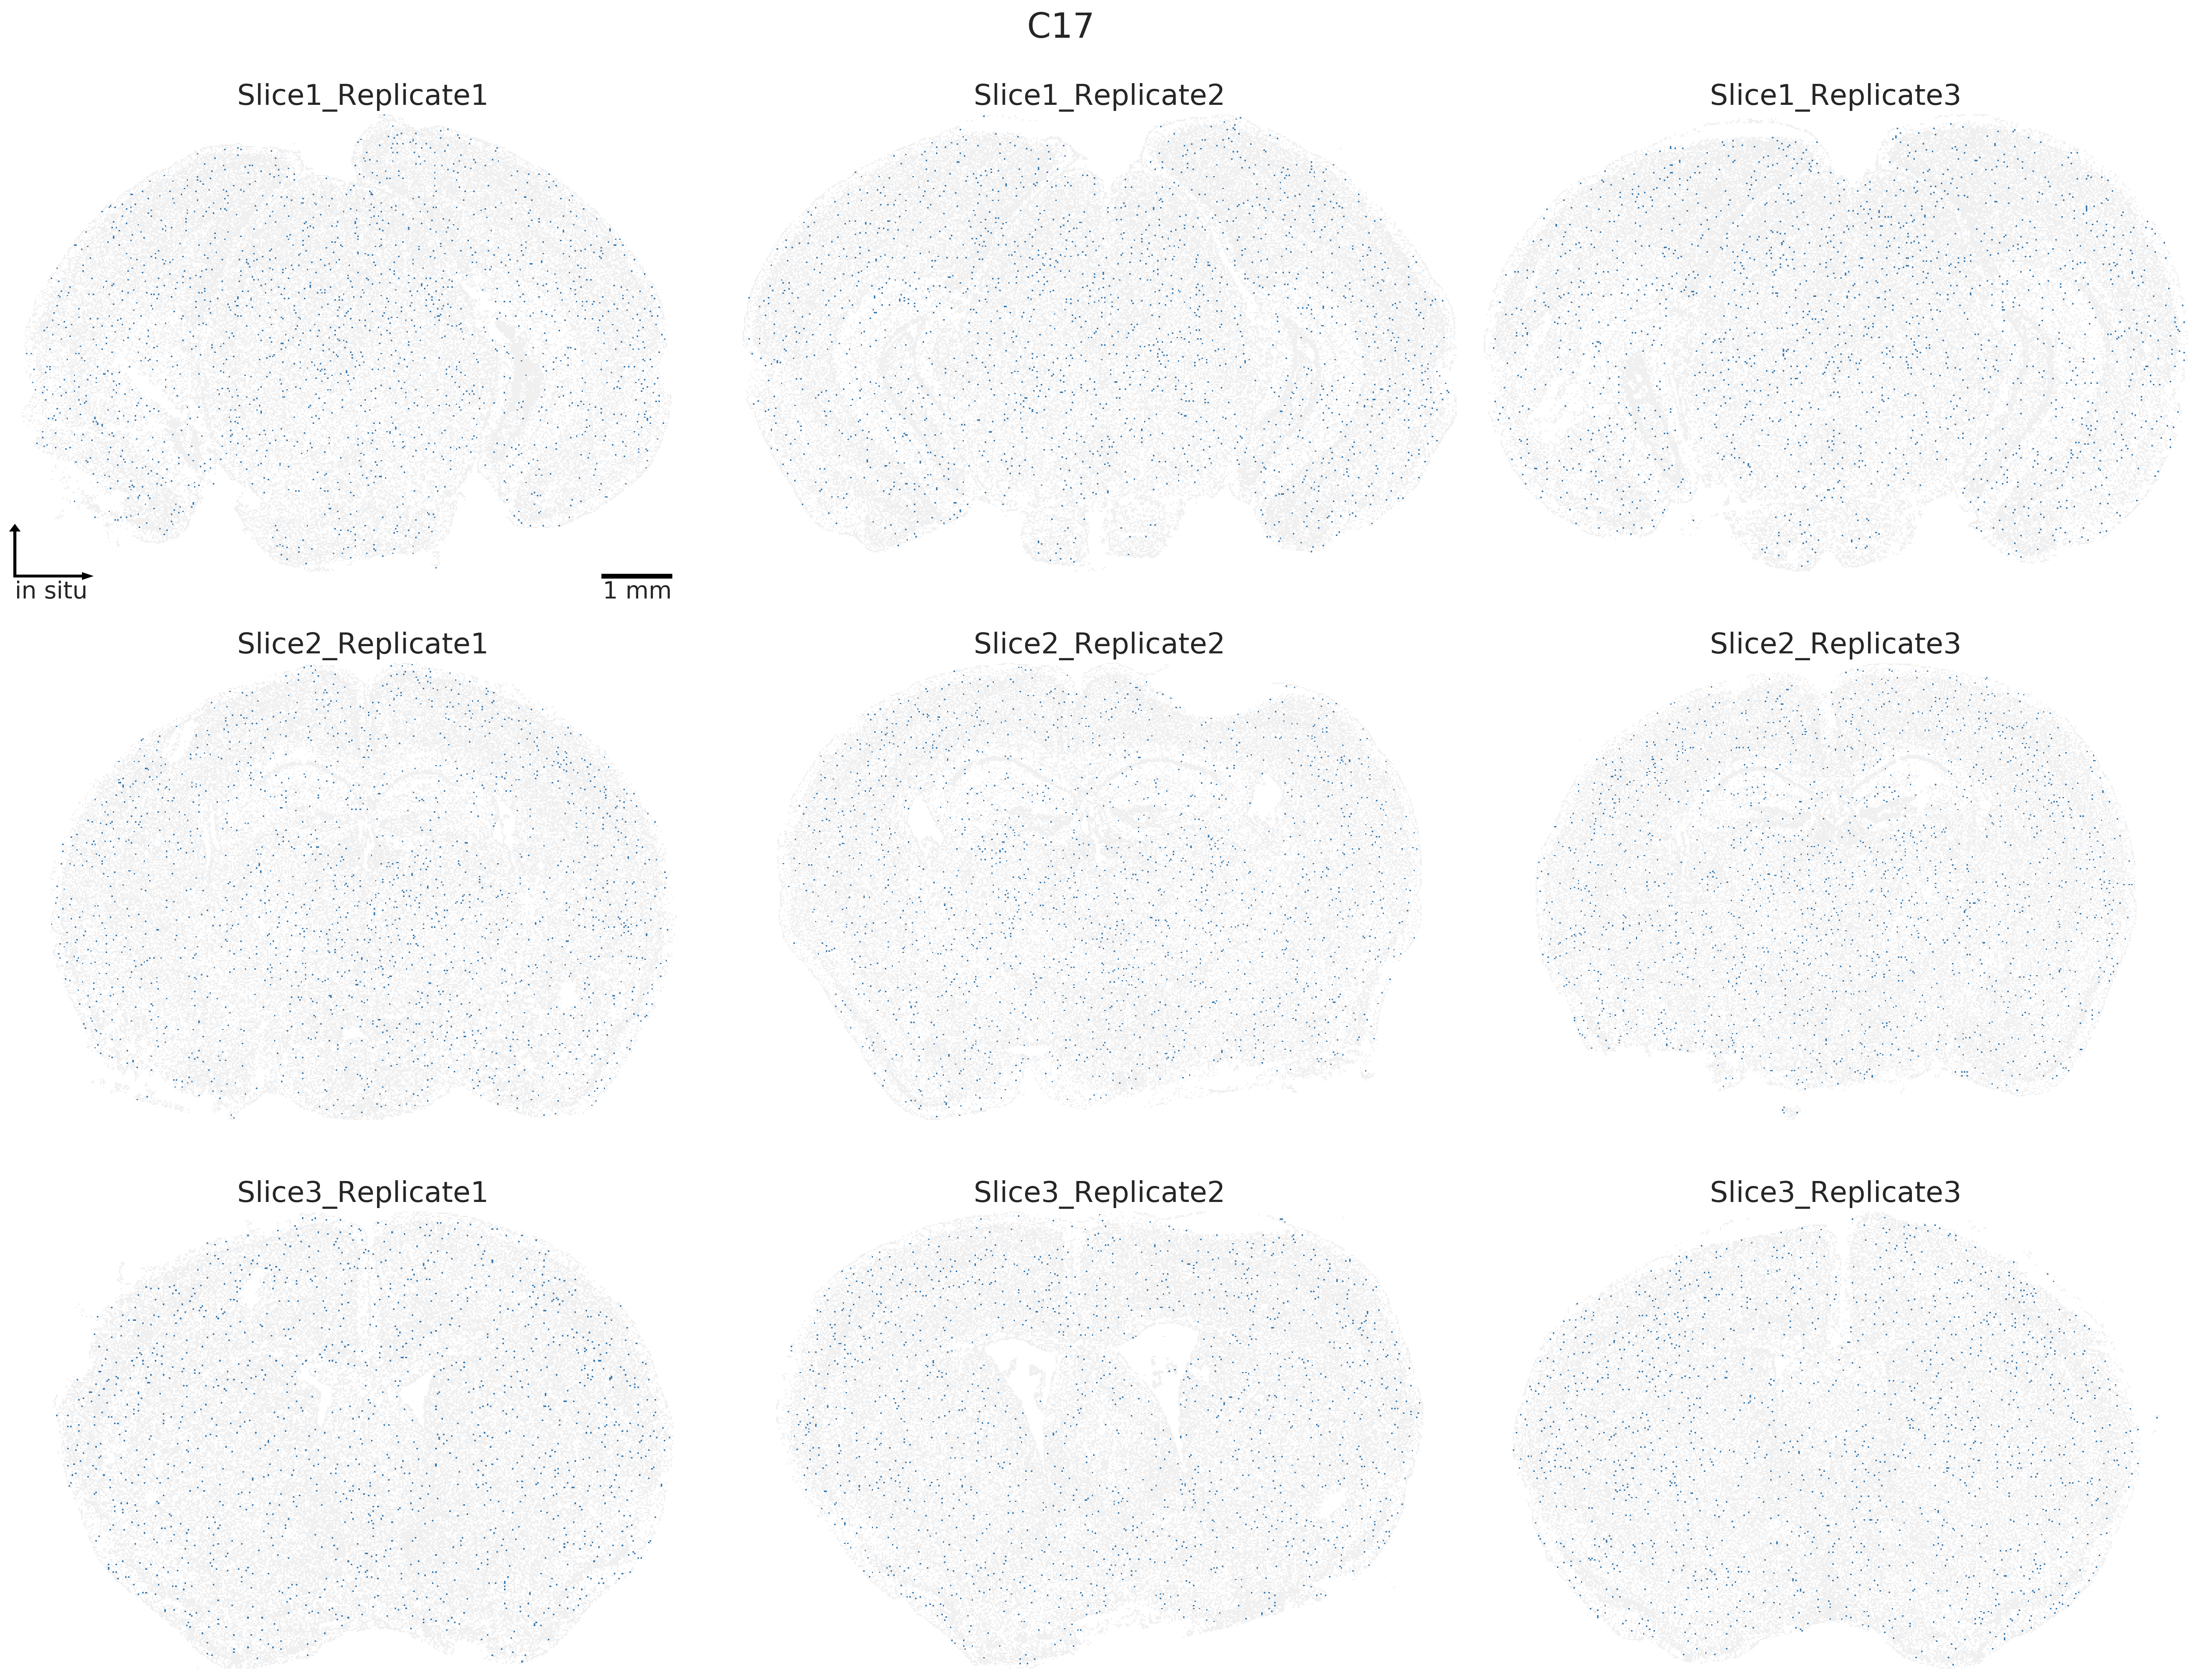 C17
Slice1_Replicate1
Slice1_Replicate2
Slice1_Replicate3
in situ
1 mm
Slice2_Replicate1
Slice2_Replicate2
Slice2_Replicate3
Slice3_Replicate1
Slice3_Replicate2
Slice3_Replicate3